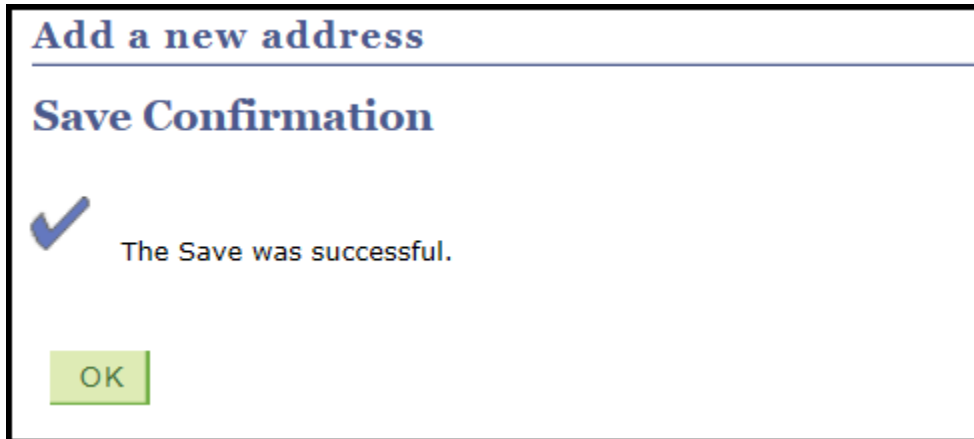 Add a new address
Save Confirmation
The Save was successful.
OK